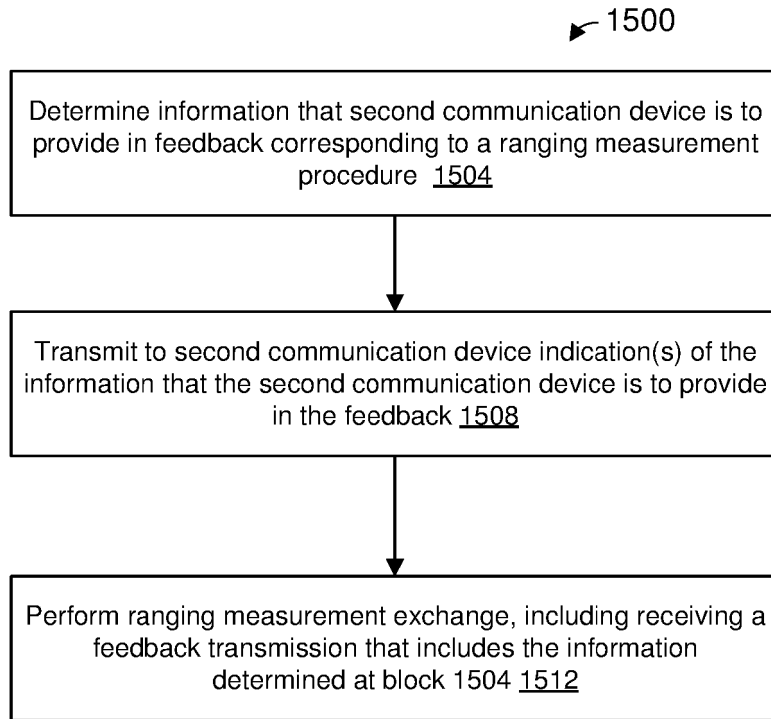 1500
Determine information that second communication device is to
provide in feedback corresponding to a ranging measurement
procedure 1504
Transmit to second communication device indication(s) of the
information that the second communication device is to provide
in the feedback 1508
Perform ranging measurement exchange, including receiving a
feedback transmission that includes the information
determined at block 1504 1512